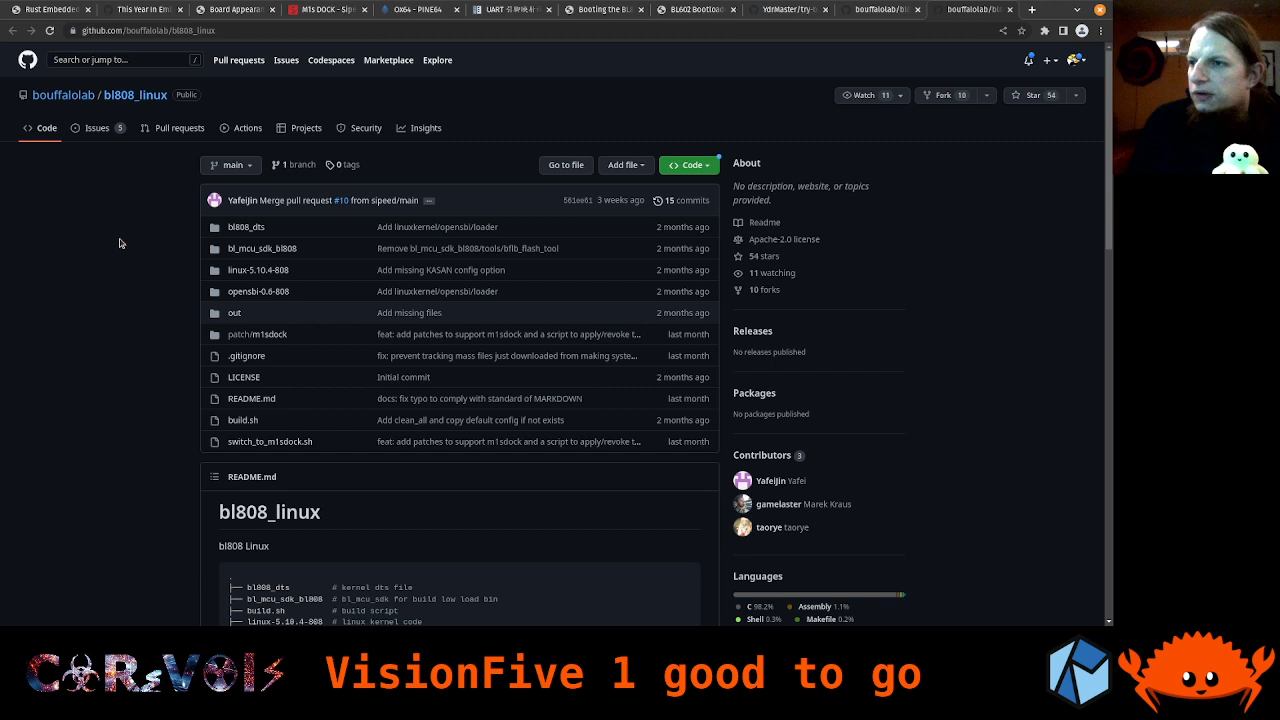 Rust Embedded
This Year in Emb
Board Appearan
M1s DOCK - Sipe
OX64 - PINE64
UART
Booting the BL
BL602 Bootload
YdrMaster/try-b
bouffalolab/bl
bouffalolab/bl
github.com/bouffalolab/bl808_linux
Search or jump to...
/
Pull requests
Issues
Codespaces
Marketplace
Explore
bouffalolab / bl808_linux
Public
Watch 11
Fork 10
Star 54
Code
Issues 5
Pull requests
Actions
Projects
Security
Insights
main
1 branch
0 tags
Go to file
Add file
Code
YafeiJin Merge pull request #10 from sipeed/main
561ee61 3 weeks ago
15 commits
bl808_dts Add linuxkernel/opensbi/loader 2 months ago
bl_mcu_sdk_bl808 Remove bl_mcu_sdk_bl808/tools/bflb_flash_tool 2 months ago
linux-5.10.4-808 Add missing KASAN config option 2 months ago
opensbi-0.6-808 Add linuxkernel/opensbi/loader 2 months ago
out Add missing files 2 months ago
patch/m1sdock feat: add patches to support m1sdock and a script to apply/revoke t... last month
.gitignore fix: prevent tracking mass files just downloaded from making syste... last month
LICENSE Initial commit 2 months ago
README.md docs: fix typo to comply with standard of MARKDOWN last month
build.sh Add clean_all and copy default config if not exists 2 months ago
switch_to_m1sdock.sh feat: add patches to support m1sdock and a script to apply/revoke t... last month
README.md
bl808_linux
bl808 Linux
.
├── bl808_dts # kernel dts file
├── bl_mcu_sdk_bl808 # bl_mcu_sdk for build low load bin
├── build.sh # build script
├── linux-5.10.4-808 # linux kernel code
About
No description, website, or topics
provided.
Readme
Apache-2.0 license
54 stars
11 watching
10 forks
Releases
No releases published
Packages
No packages published
Contributors 3
YafeiJin Yafei
gamelaster Marek Kraus
taorye taorye
Languages
C 98.2%
Assembly 1.1%
Shell 0.3%
Makefile 0.2%
VisionFive 1 good to go